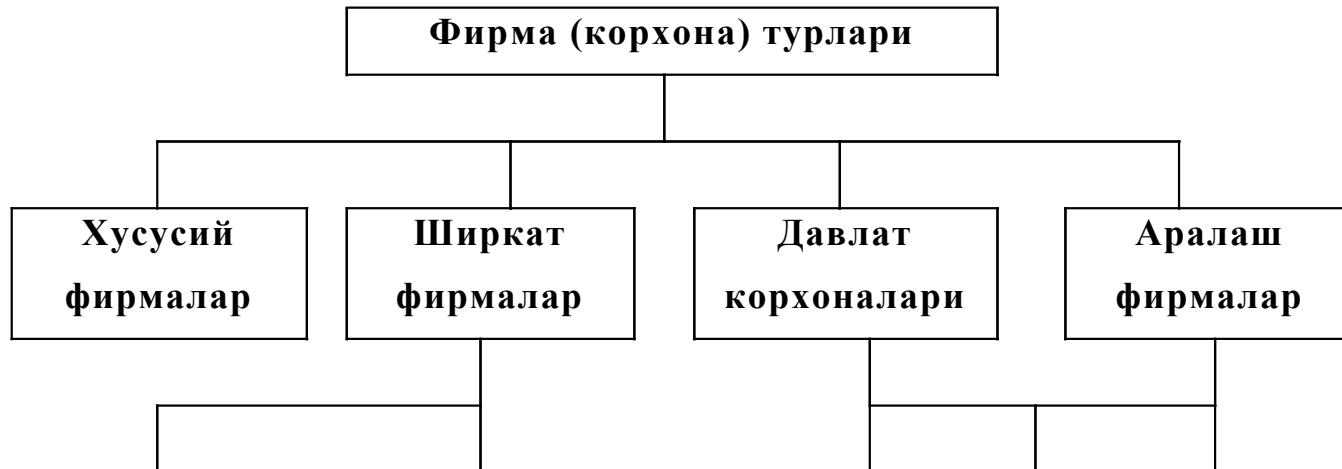 Фирма (корхона) турлари
Хусусий
фирмалар
Ширкат
фирмалар
Давлат
корхоналари
Аралаш
фирмалар